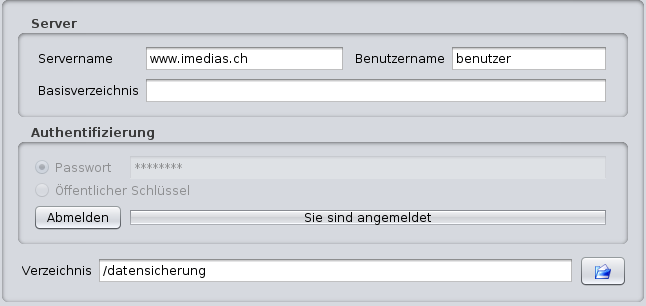 Server
Servername www.imedias.ch Benutzername benutzer
Basisverzeichnis
Authentifizierung
Passwort ********
Öffentlicher Schlüssel
Abmelden Sie sind angemeldet
Verzeichnis /datensicherung